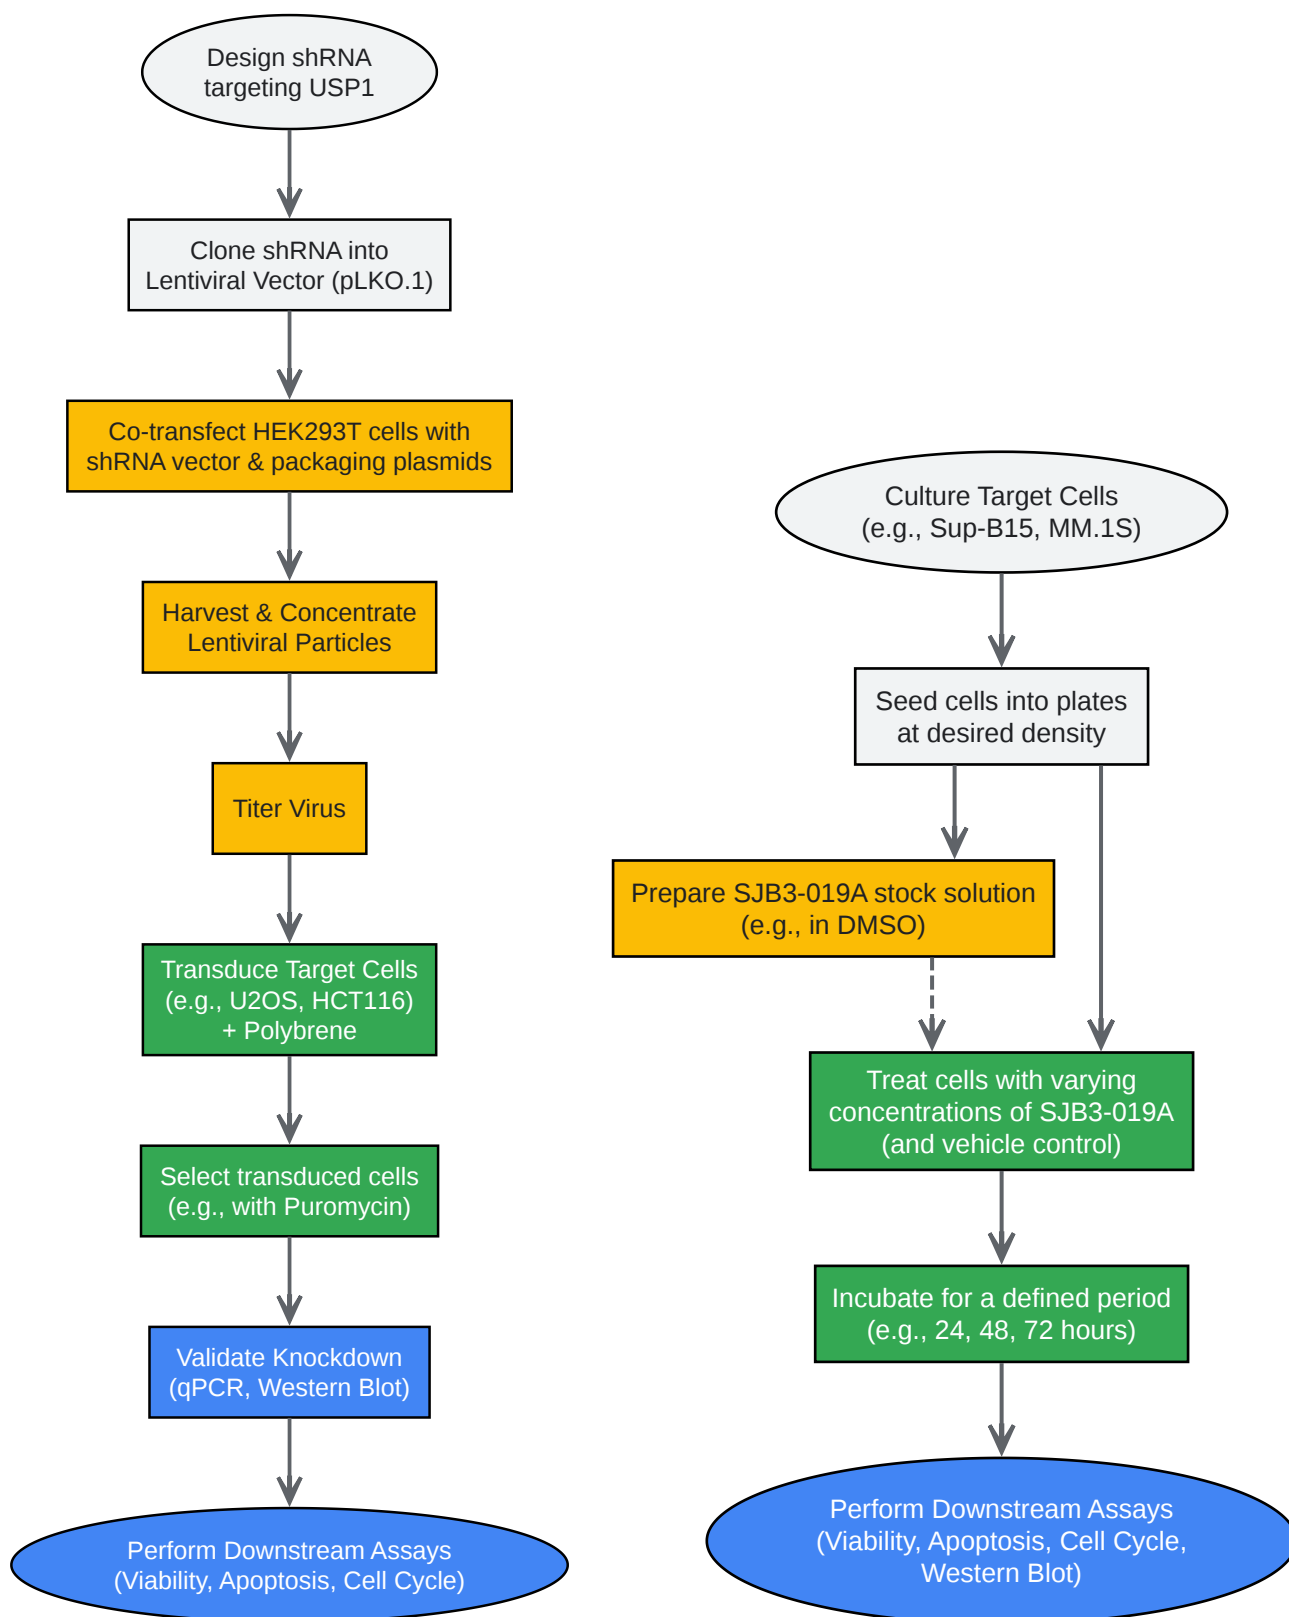 Design shRNA
targeting USP1
Clone shRNA into
Lentiviral Vector (pLKO.1)
Co-transfect HEK293T cells with
shRNA vector & packaging plasmids
Harvest & Concentrate
Lentiviral Particles
Titer Virus
Transduce Target Cells
(e.g., U2OS, HCT116)
+ Polybrene
Select transduced cells
(e.g., with Puromycin)
Validate Knockdown
(qPCR, Western Blot)
Perform Downstream Assays
(Viability, Apoptosis, Cell Cycle)
Culture Target Cells
(e.g., Sup-B15, MM.1S)
Seed cells into plates
at desired density
Prepare SJB3-019A stock solution
(e.g., in DMSO)
Treat cells with varying
concentrations of SJB3-019A
(and vehicle control)
Incubate for a defined period
(e.g., 24, 48, 72 hours)
Perform Downstream Assays
(Viability, Apoptosis, Cell Cycle,
Western Blot)